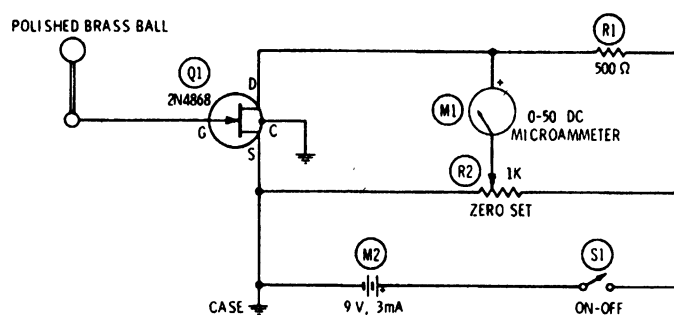 POLISHED BRASS BALL
Q1
2N4868
D
G
C
S
R1
500 Ω
+
M1
0-50 DC
MICROAMMETER
R2
1K
ZERO SET
M2
+
9 V, 3mA
S1
ON-OFF
CASE